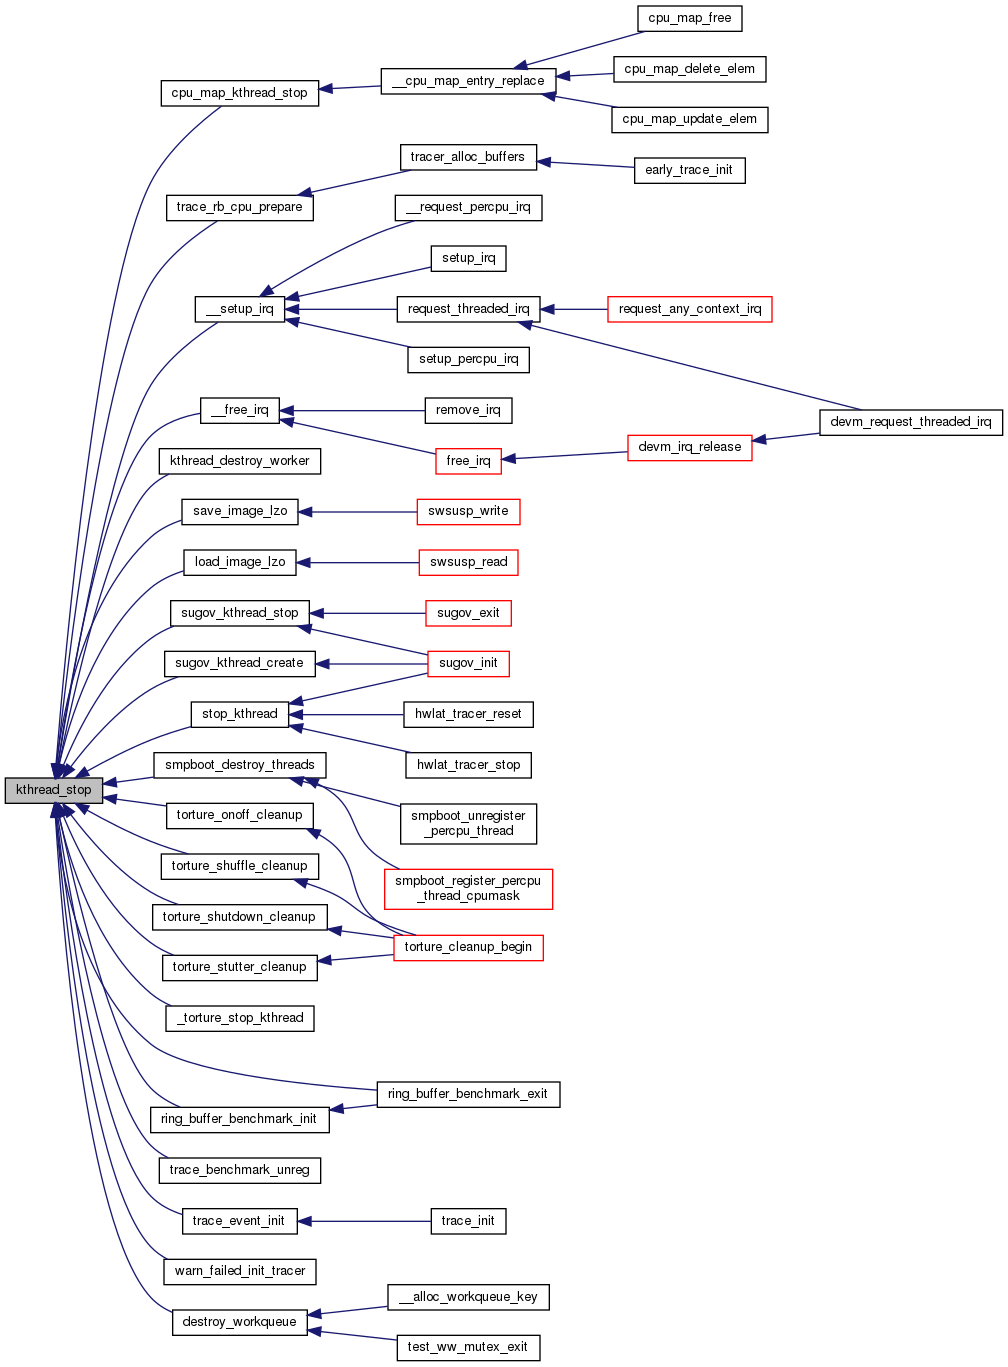 cpu_map_free
cpu_map_delete_elem
__cpu_map_entry_replace
cpu_map_kthread_stop
cpu_map_update_elem
tracer_alloc_buffers
early_trace_init
trace_rb_cpu_prepare
__request_percpu_irq
setup_irq
__setup_irq
request_threaded_irq
request_any_context_irq
setup_percpu_irq
__free_irq
remove_irq
devm_request_threaded_irq
devm_irq_release
kthread_destroy_worker
free_irq
save_image_lzo
swsusp_write
load_image_lzo
swsusp_read
sugov_kthread_stop
sugov_exit
sugov_kthread_create
sugov_init
stop_kthread
hwlat_tracer_reset
smpboot_destroy_threads
hwlat_tracer_stop
kthread_stop
torture_onoff_cleanup
smpboot_unregister
_percpu_thread
torture_shuffle_cleanup
smpboot_register_percpu
_thread_cpumask
torture_shutdown_cleanup
torture_cleanup_begin
torture_stutter_cleanup
_torture_stop_kthread
ring_buffer_benchmark_exit
ring_buffer_benchmark_init
trace_benchmark_unreg
trace_event_init
trace_init
warn_failed_init_tracer
__alloc_workqueue_key
destroy_workqueue
test_ww_mutex_exit